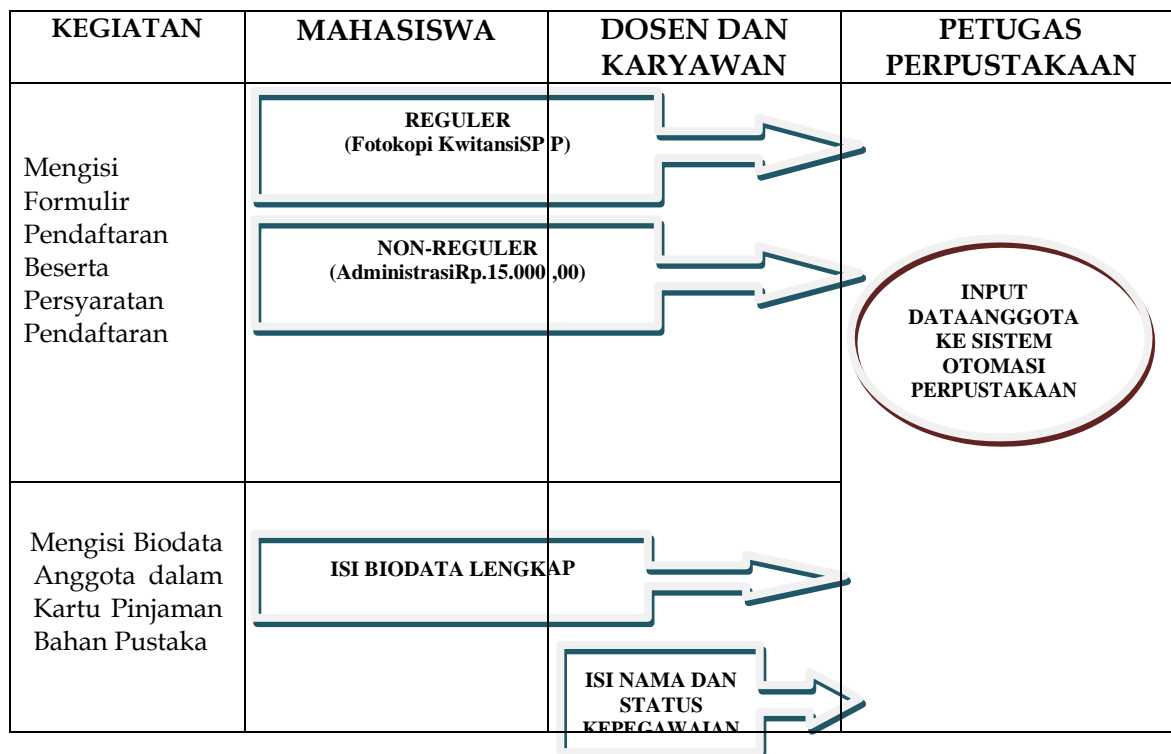 KEGIATAN
MAHASISWA
DOSEN DAN
KARYAWAN
PETUGAS
PERPUSTAKAAN
Mengisi
Formulir
Pendaftaran
Beserta
Persyaratan
Pendaftaran
REGULER
(Fotokopi KwitansiSPP)
NON-REGULER
(AdministrasiRp.15.000,00)
INPUT
DATAANGGOTA
KE SISTEM
OTOMASI
PERPUSTAKAAN
Mengisi Biodata
Anggota dalam
Kartu Pinjaman
Bahan Pustaka
ISI BIODATA LENGKAP
ISI NAMA DAN
STATUS
KEPEGAWAIAN